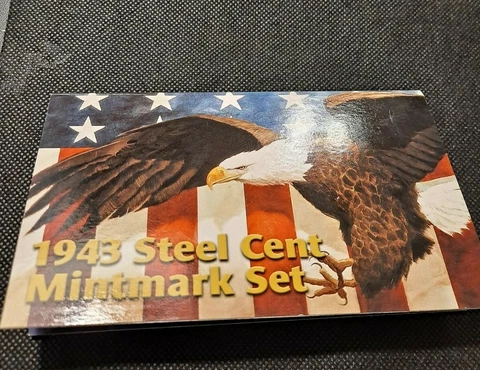 1943 Steel Cent
Mintmark Set